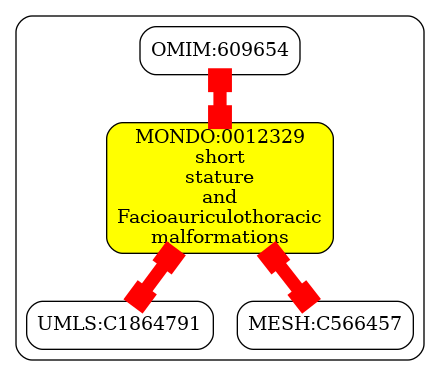 OMIM:609654
MONDO:0012329
short
stature
and
Facioauriculothoracic
malformations
UMLS:C1864791
MESH:C566457